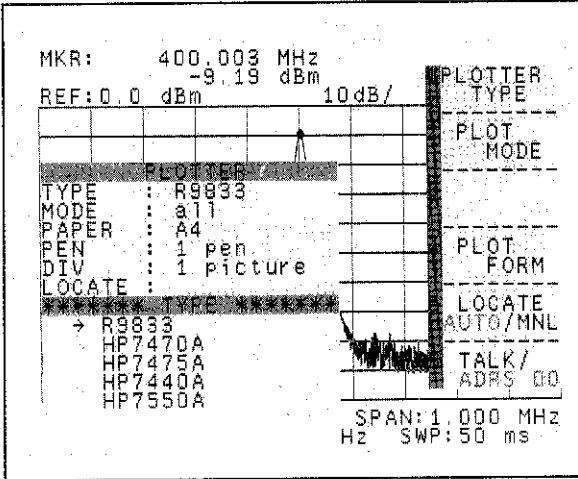 MKR: 400.003 MHz
-9.19 dBm
REF:0.0 dBm 10dB/
PLOTTER
TYPE : R9833
MODE : all
PAPER : A4
PEN : 1 pen
DIV : 1 picture
LOCATE :
******* TYPE *******
→ R9833
HP7470A
HP7475A
HP7440A
HP7550A
PLOTTER
TYPE
PLOT
MODE
PLOT
FORM
LOCATE
AUTO/MNL
TALK/
ADRS 00
SPAN:1.000 MHz
Hz SWP:50 ms